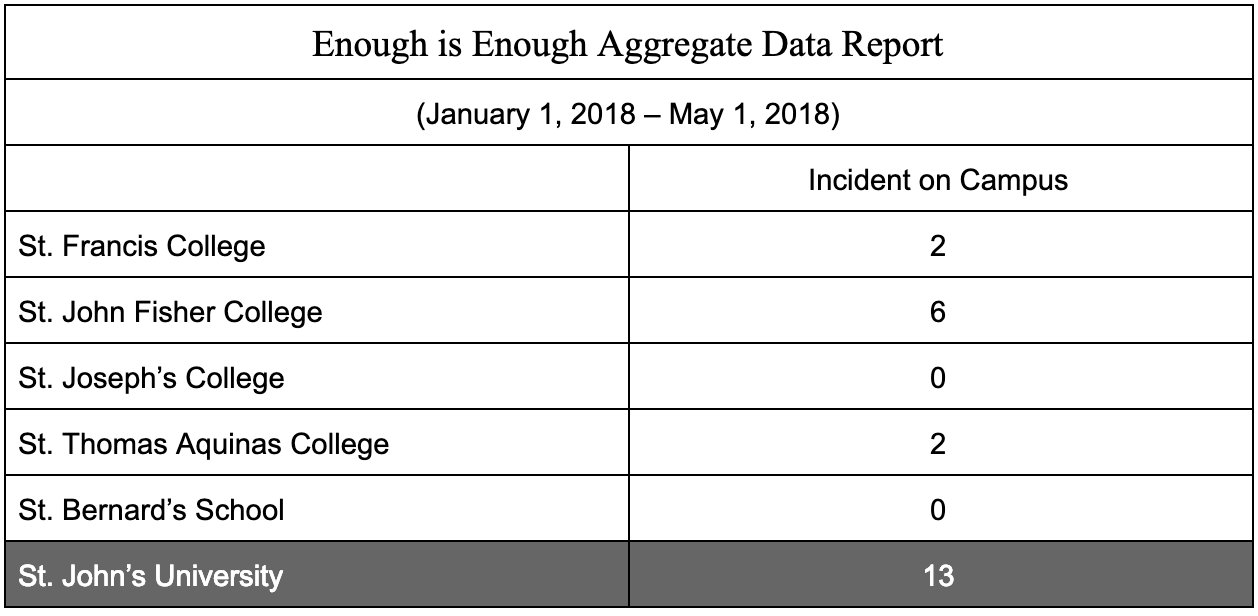 Enough is Enough Aggregate Data Report
(January 1, 2018 – May 1, 2018)
Incident on Campus
St. Francis College 2
St. John Fisher College 6
St. Joseph’s College 0
St. Thomas Aquinas College 2
St. Bernard’s School 0
St. John’s University 13